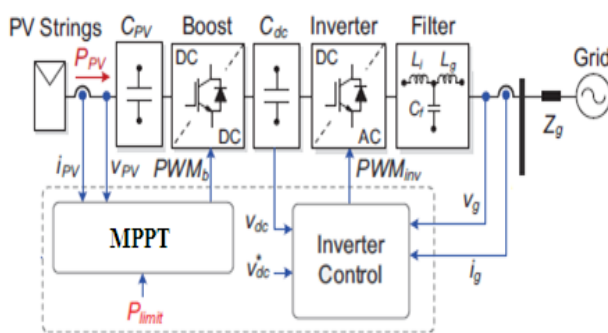 PV Strings
C_PV
Boost
C_dc
Inverter
Filter
P_PV
DC
DC
DC
AC
L_i
L_g
C_f
Grid
Z_g
i_PV
v_PV
PWM_b
PWM_inv
v_g
MPPT
v_dc
v*_dc
Inverter
Control
i_g
P_limit